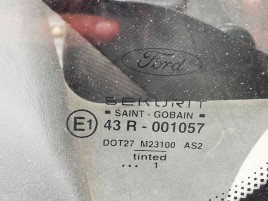 Ford
SEKURIT
SAINT - GOBAIN
E1 43 R - 001057
DOT27 M23100 AS2
tinted
... 1